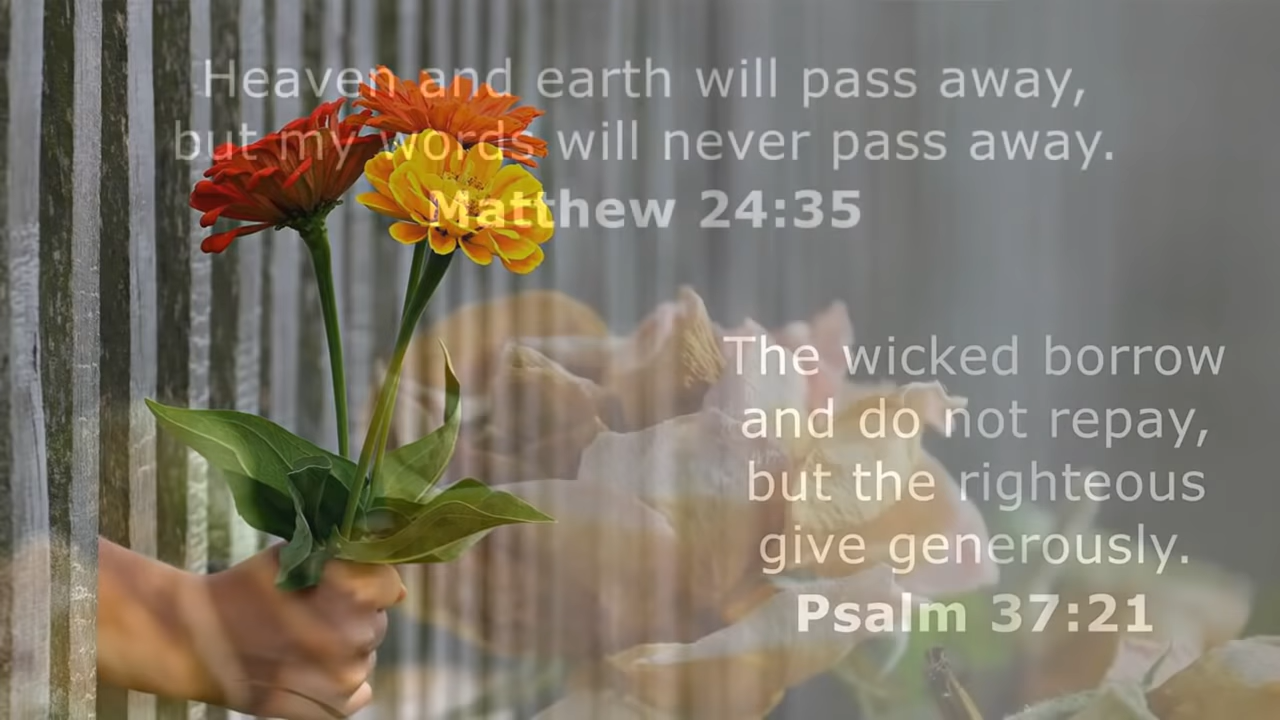 Heaven and earth will pass away,
but my words will never pass away.
Matthew 24:35
The wicked borrow
and do not repay,
but the righteous
give generously.
Psalm 37:21